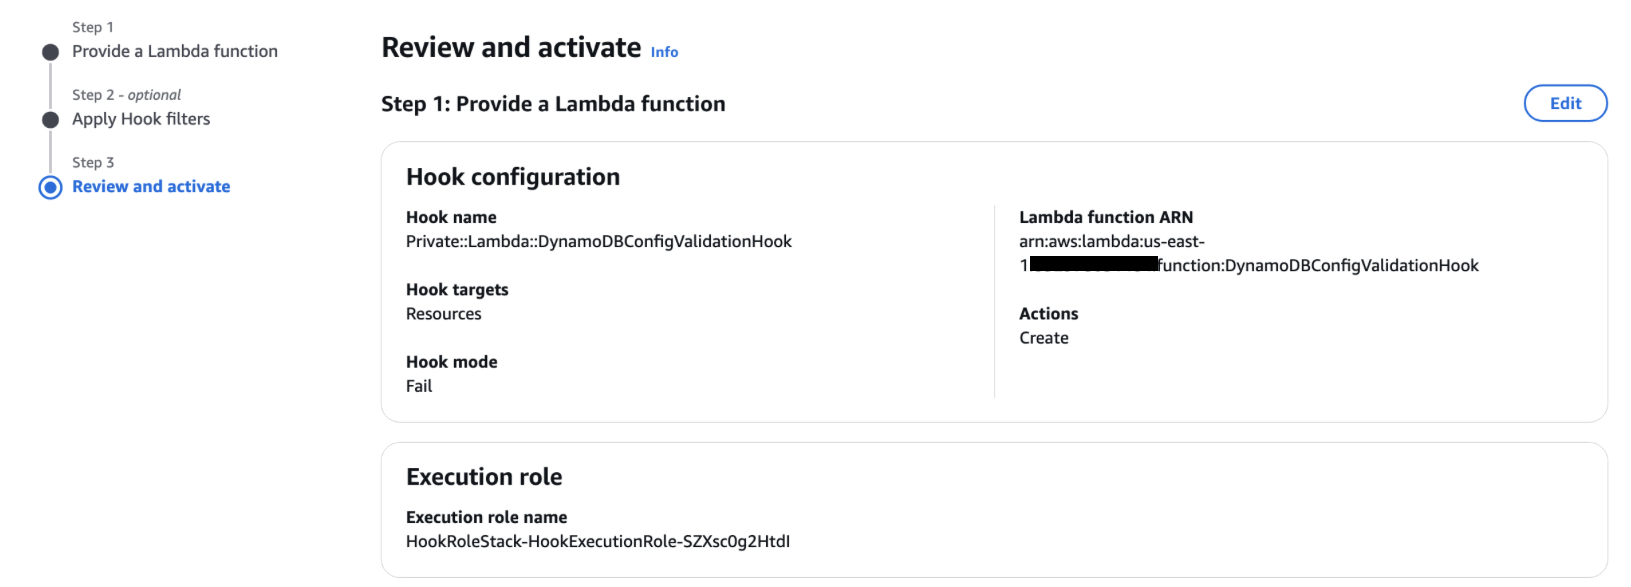 Step 1
Provide a Lambda function
Step 2 - optional
Apply Hook filters
Step 3
Review and activate
Review and activate Info
Step 1: Provide a Lambda function
Edit
Hook configuration
Hook name
Private::Lambda::DynamoDBConfigValidationHook
Hook targets
Resources
Hook mode
Fail
Lambda function ARN
arn:aws:lambda:us-east-
1 function:DynamoDBConfigValidationHook
Actions
Create
Execution role
Execution role name
HookRoleStack-HookExecutionRole-SZXsc0g2HtdI